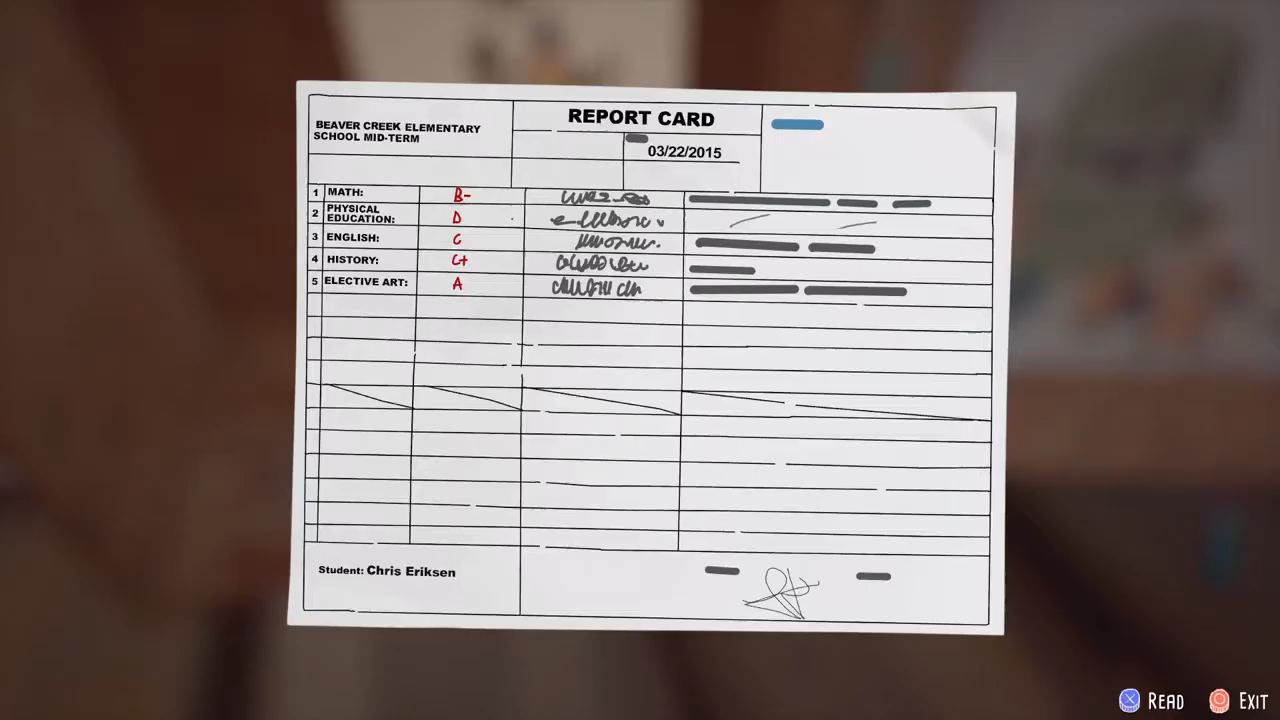 REPORT CARD
BEAVER CREEK ELEMENTARY
SCHOOL MID-TERM
03/22/2015
1 MATH: B-
2 PHYSICAL
EDUCATION: D
3 ENGLISH: C
4 HISTORY: C+
5 ELECTIVE ART: A
Student: Chris Eriksen
READ EXIT